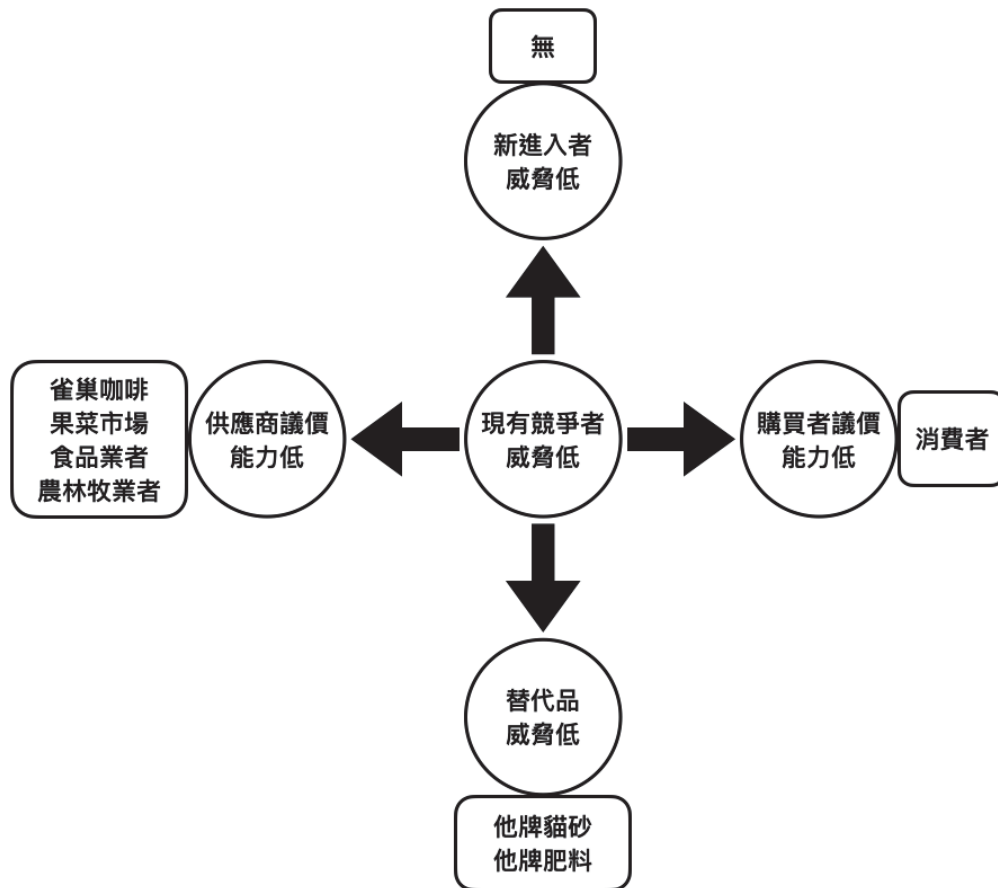 無
新進入者
威脅低
雀巢咖啡
果菜市場
食品業者
農林牧業者
供應商議價
能力低
現有競爭者
威脅低
購買者議價
能力低
消費者
替代品
威脅低
他牌貓砂
他牌肥料